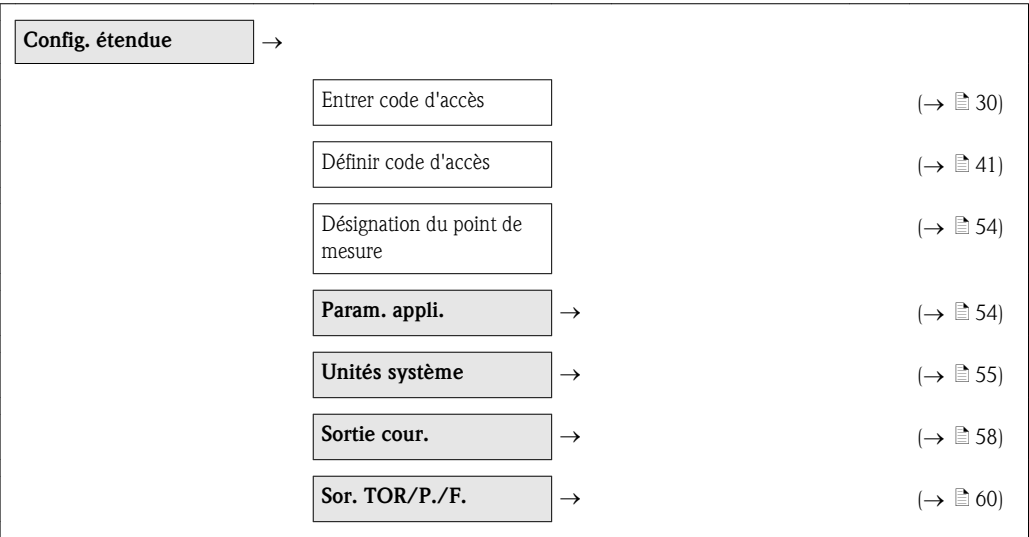 Config. étendue →
Entrer code d'accès (→ 30)
Définir code d'accès (→ 41)
Désignation du point de (→ 54)
mesure
Param. appli. → (→ 54)
Unités système → (→ 55)
Sortie cour. → (→ 58)
Sor. TOR/P./F. → (→ 60)